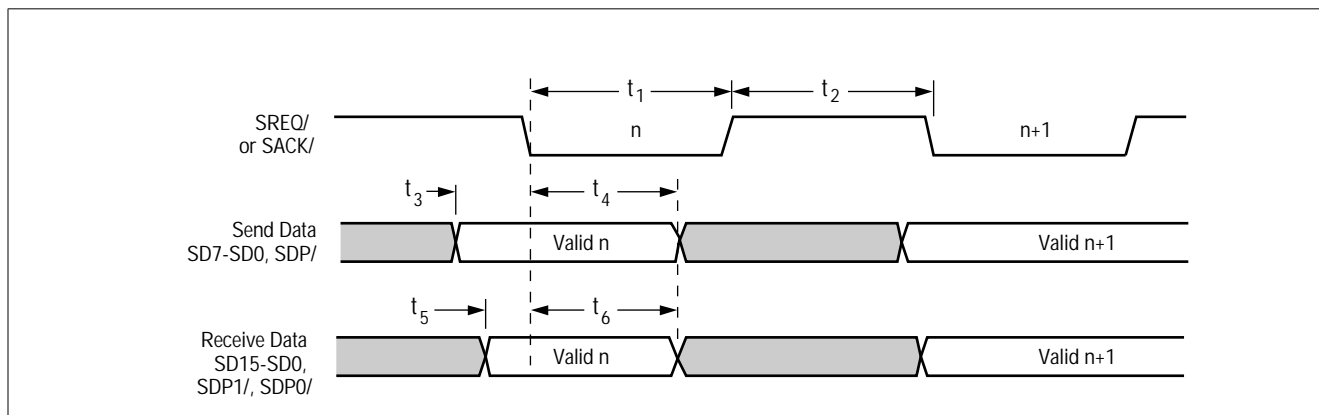 t1
t2
SREQ/
or SACK/
n
n+1
t3
t4
Send Data
SD7-SD0, SDP/
Valid n
Valid n+1
t5
t6
Receive Data
SD15-SD0,
SDP1/, SDP0/
Valid n
Valid n+1